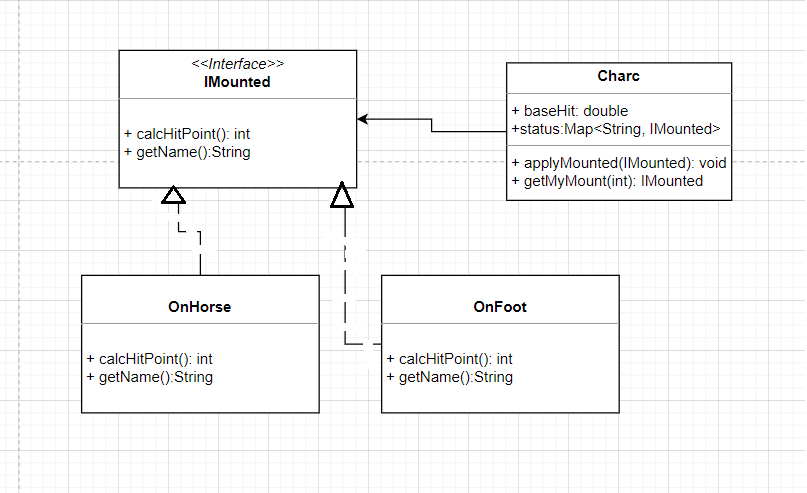 <<Interface>>
IMounted
+ calcHitPoint(): int
+ getName():String
Charc
+ baseHit: double
+status:Map<String, IMounted>
+ applyMounted(IMounted): void
+ getMyMount(int): IMounted
OnHorse
+ calcHitPoint(): int
+ getName():String
OnFoot
+ calcHitPoint(): int
+ getName():String